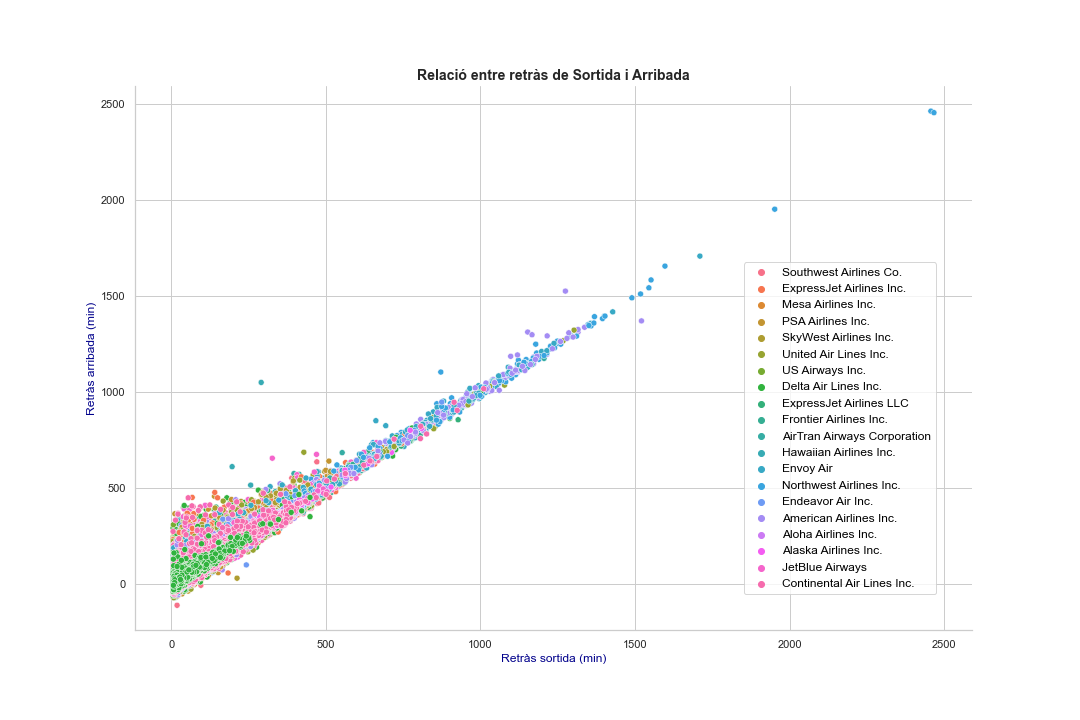 Relació entre retràs de Sortida i Arribada
Retràs arribada (min)
2500
2000
1500
1000
500
0
Southwest Airlines Co.
ExpressJet Airlines Inc.
Mesa Airlines Inc.
PSA Airlines Inc.
SkyWest Airlines Inc.
United Air Lines Inc.
US Airways Inc.
Delta Air Lines Inc.
ExpressJet Airlines LLC
Frontier Airlines Inc.
AirTran Airways Corporation
Hawaiian Airlines Inc.
Envoy Air
Northwest Airlines Inc.
Endeavor Air Inc.
American Airlines Inc.
Aloha Airlines Inc.
Alaska Airlines Inc.
JetBlue Airways
Continental Air Lines Inc.
0 500 1000 1500 2000 2500
Retràs sortida (min)